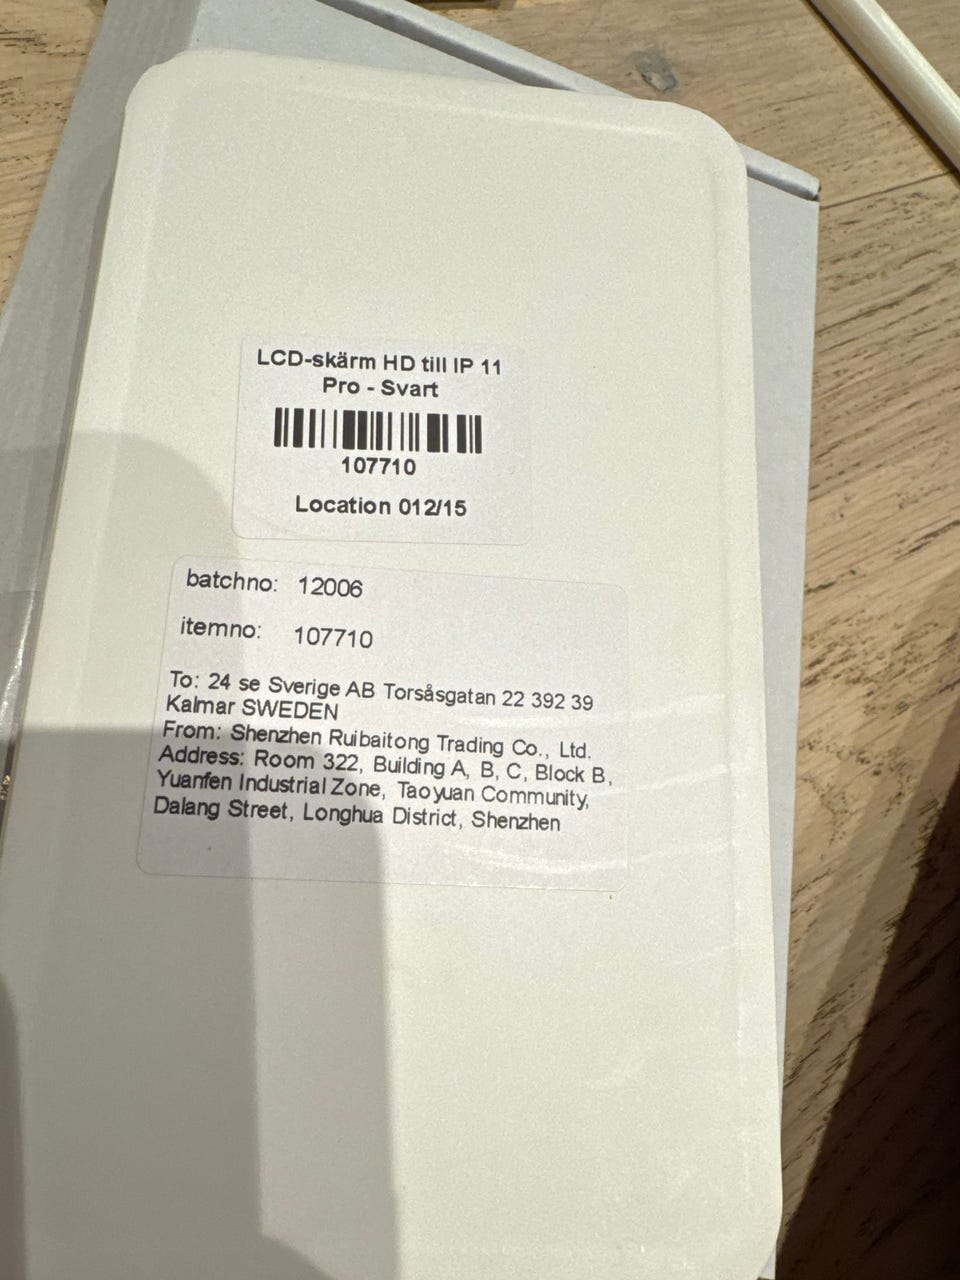 LCD-skärm HD till IP 11
Pro - Svart
107710
Location 012/15
batchno: 12006
itemno: 107710
To: 24 se Sverige AB Torsåsgatan 22 392 39
Kalmar SWEDEN
From: Shenzhen Ruibaitong Trading Co., Ltd.
Address: Room 322, Building A, B, C, Block B,
Yuanfen Industrial Zone, Taoyuan Community,
Dalang Street, Longhua District, Shenzhen